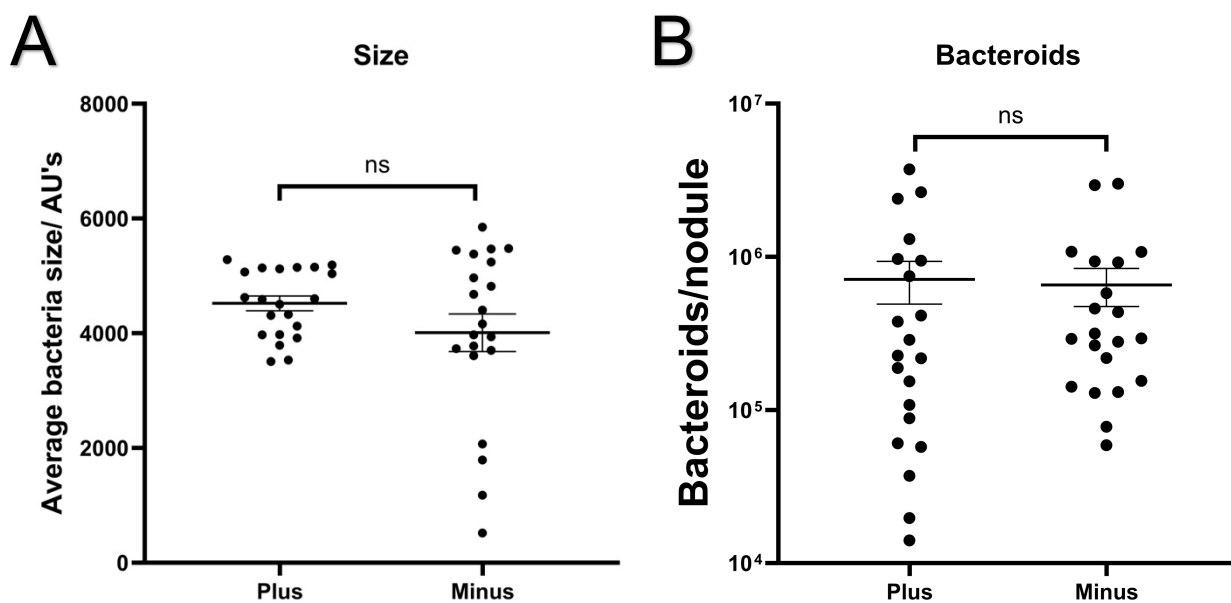 A
Size
Average bacteria size/ AU's
8000
6000
4000
2000
0
ns
Plus
Minus
B
Bacteroids
Bacteroids/nodule
10⁷
10⁶
10⁵
10⁴
ns
Plus
Minus